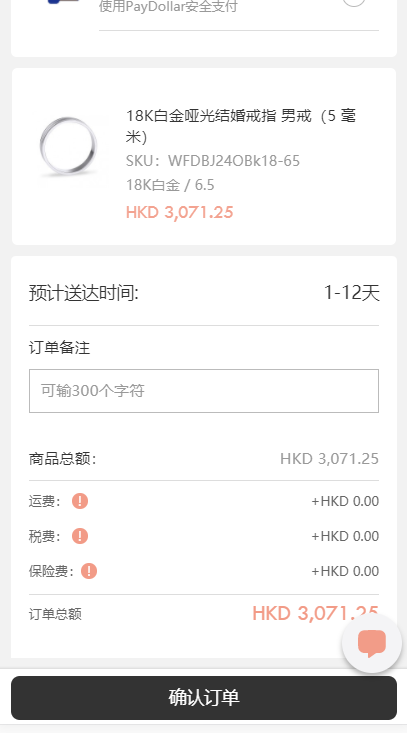 使用PayDollar安全支付
18K白金哑光结婚戒指 男戒（5 毫
米）
SKU：WFDBJ24OBk18-65
18K白金 / 6.5
HKD 3,071.25
预计送达时间: 1-12天
订单备注
可输300个字符
商品总额： HKD 3,071.25
运费： ! +HKD 0.00
税费： ! +HKD 0.00
保险费： ! +HKD 0.00
订单总额 HKD 3,071.25
确认订单